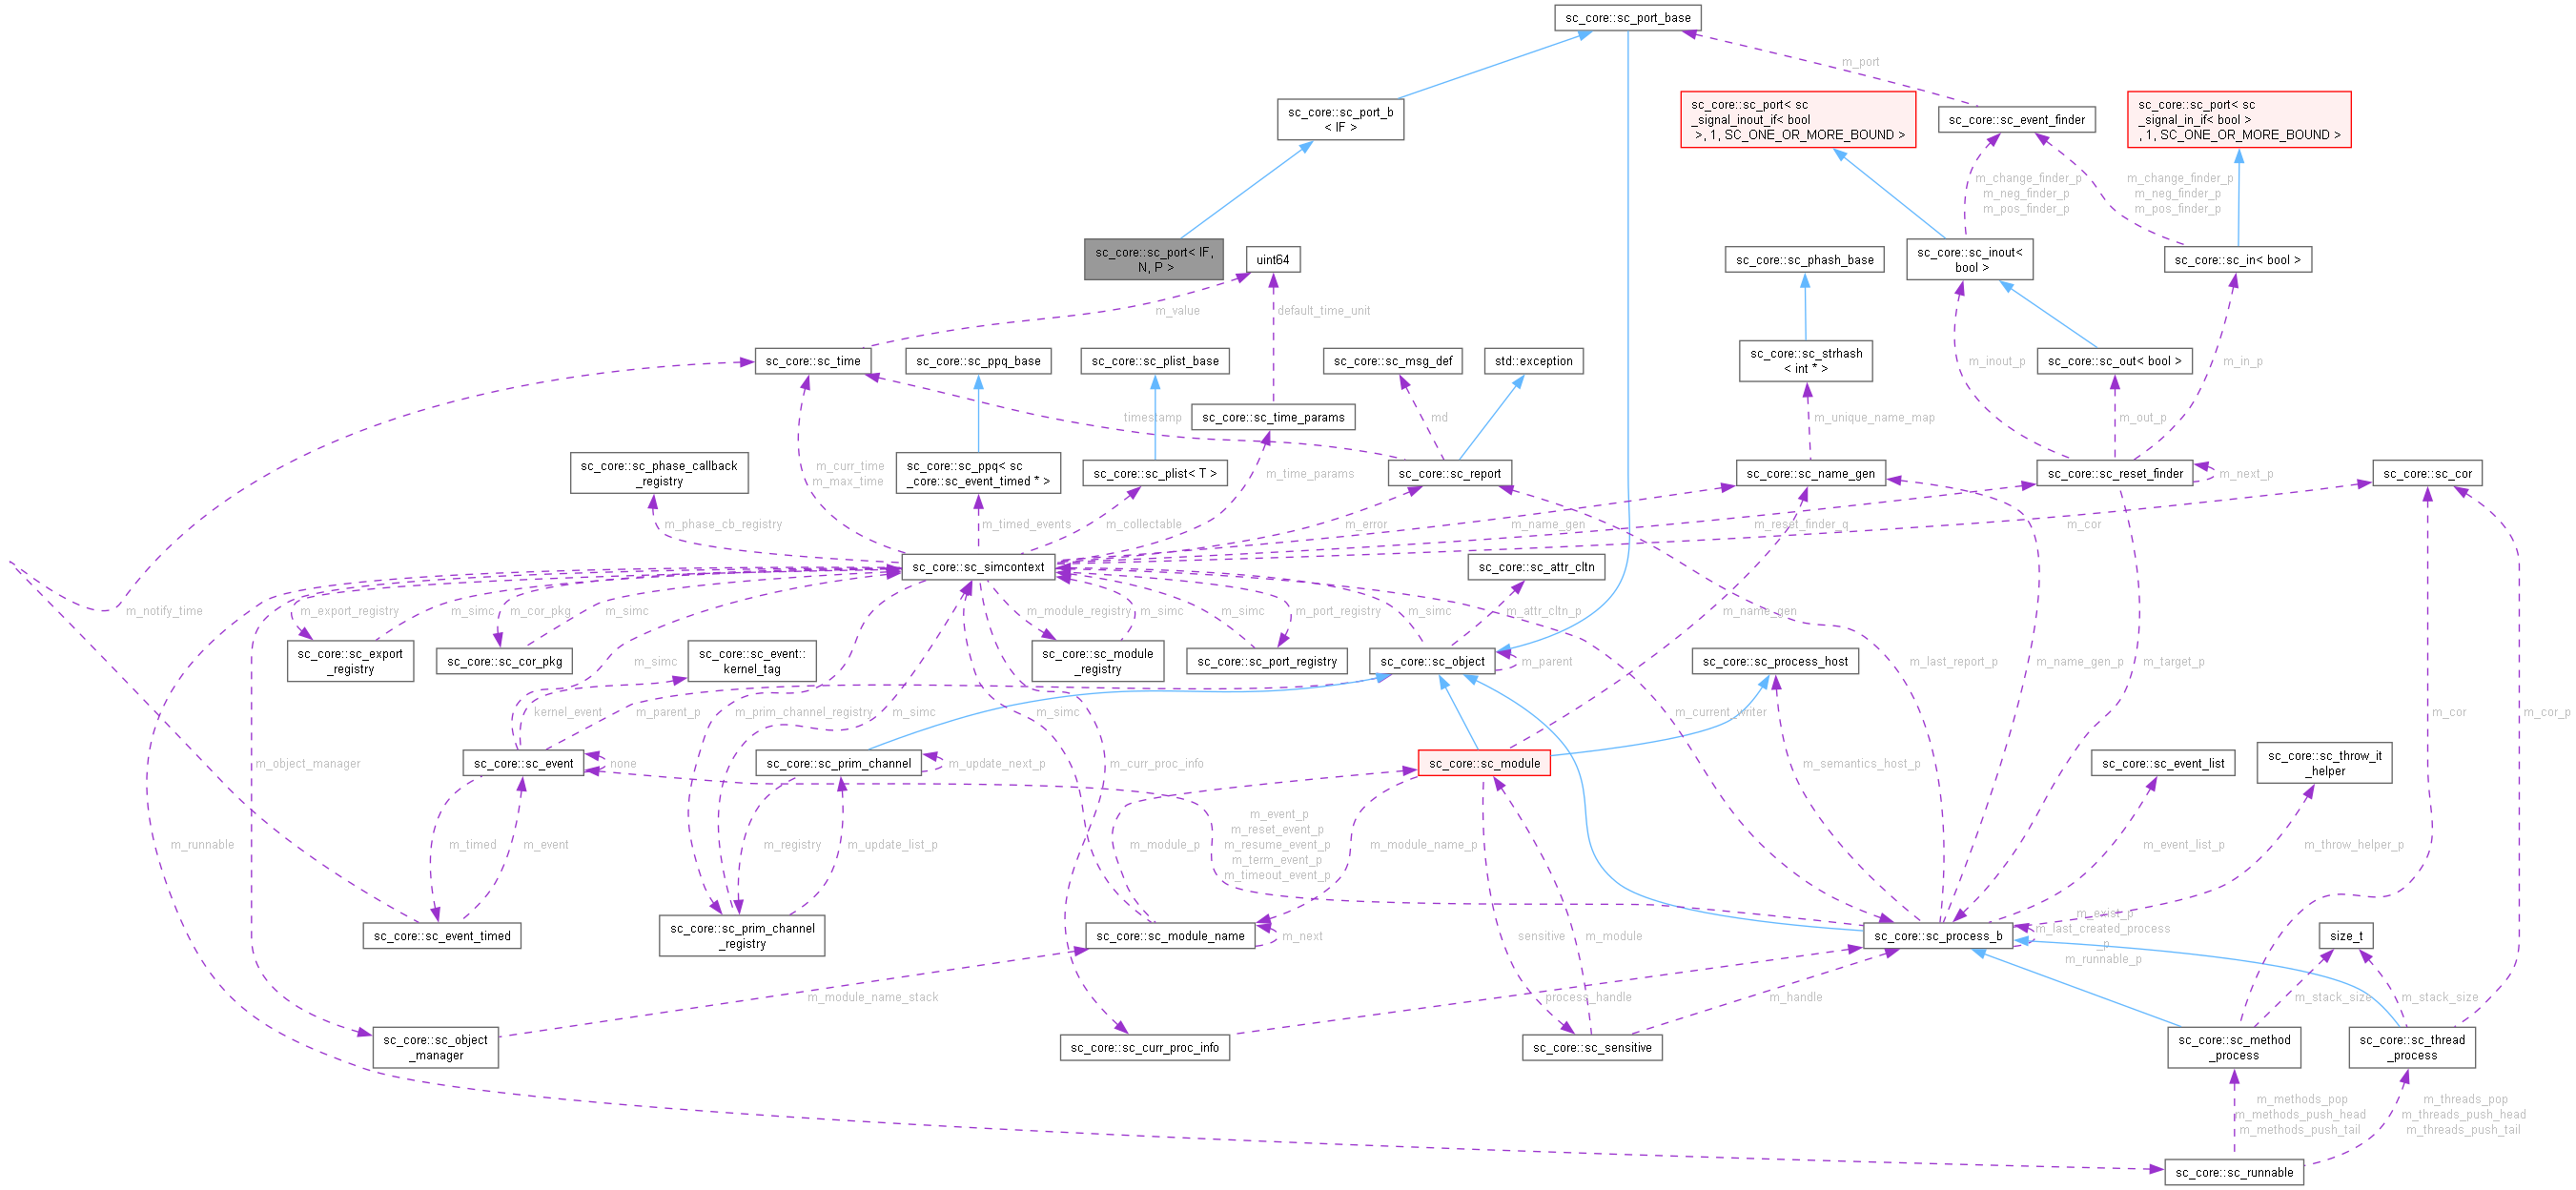 sc_core::sc_port_base
m_port
sc_core::sc_port_b
< IF >
sc_core::sc_port< sc
_signal_inout_if< bool
>, 1, SC_ONE_OR_MORE_BOUND >
sc_core::sc_event_finder
sc_core::sc_port< sc
_signal_in_if< bool >
, 1, SC_ONE_OR_MORE_BOUND >
m_change_finder_p
m_neg_finder_p
m_pos_finder_p
m_change_finder_p
m_neg_finder_p
m_pos_finder_p
sc_core::sc_port< IF,
N, P >
uint64
sc_core::sc_phash_base
sc_core::sc_inout<
bool >
sc_core::sc_in< bool >
m_value
default_time_unit
sc_core::sc_time
sc_core::sc_ppq_base
sc_core::sc_plist_base
sc_core::sc_msg_def
std::exception
sc_core::sc_strhash
< int * >
m_inout_p
sc_core::sc_out< bool >
m_in_p
timestamp
sc_core::sc_time_params
md
m_unique_name_map
m_out_p
sc_core::sc_phase_callback
_registry
m_curr_time
m_max_time
sc_core::sc_ppq< sc
_core::sc_event_timed * >
sc_core::sc_plist< T >
m_time_params
sc_core::sc_report
sc_core::sc_name_gen
sc_core::sc_reset_finder
m_next_p
sc_core::sc_cor
m_phase_cb_registry
m_timed_events
m_collectable
m_error
m_name_gen
m_reset_finder_q
m_cor
sc_core::sc_simcontext
sc_core::sc_attr_cltn
m_notify_time
m_export_registry
m_simc
m_cor_pkg
m_simc
m_module_registry
m_simc
m_simc
m_port_registry
m_simc
m_attr_cltn_p
m_name_gen
sc_core::sc_export
_registry
sc_core::sc_cor_pkg
m_simc
sc_core::sc_event::
kernel_tag
sc_core::sc_module
_registry
sc_core::sc_port_registry
sc_core::sc_object
m_parent
sc_core::sc_process_host
m_last_report_p
m_name_gen_p
m_target_p
kernel_event
m_parent_p
m_prim_channel_registry
m_simc
m_simc
m_current_writer
m_cor
m_cor_p
m_object_manager
sc_core::sc_event
none
sc_core::sc_prim_channel
m_update_next_p
m_curr_proc_info
sc_core::sc_module
m_semantics_host_p
sc_core::sc_event_list
sc_core::sc_throw_it
_helper
m_runnable
m_timed
m_event
m_registry
m_update_list_p
m_module_p
m_event_p
m_reset_event_p
m_resume_event_p
m_term_event_p
m_timeout_event_p
m_module_name_p
m_event_list_p
m_throw_helper_p
sc_core::sc_event_timed
sc_core::sc_prim_channel
_registry
sc_core::sc_module_name
m_next
sensitive
m_module
sc_core::sc_process_b
m_exist_p
m_last_created_process
_p
m_runnable_p
size_t
m_module_name_stack
process_handle
m_handle
m_stack_size
m_stack_size
sc_core::sc_object
_manager
sc_core::sc_curr_proc_info
sc_core::sc_sensitive
sc_core::sc_method
_process
sc_core::sc_thread
_process
m_methods_pop
m_methods_push_head
m_methods_push_tail
m_threads_pop
m_threads_push_head
m_threads_push_tail
sc_core::sc_runnable